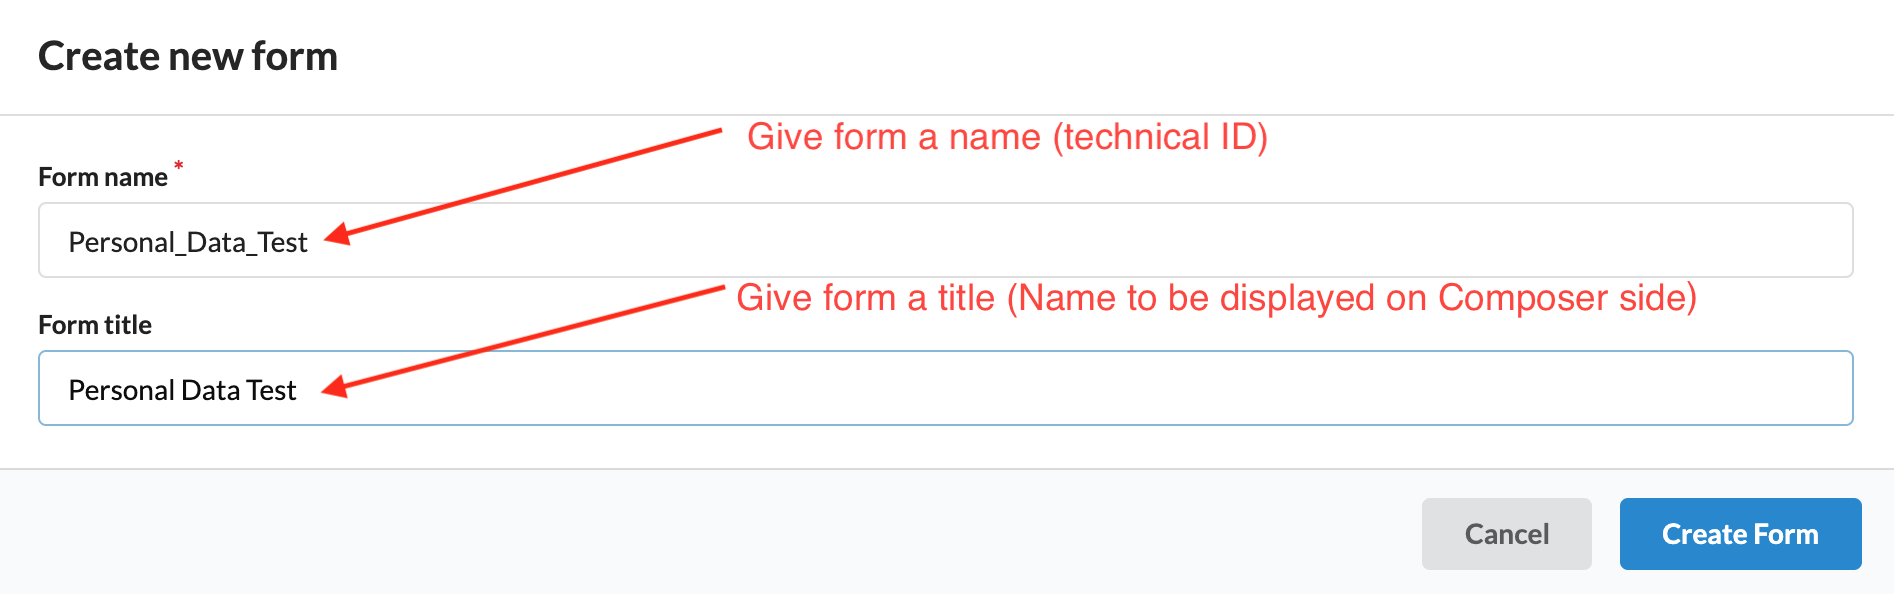 Create new form
Give form a name (technical ID)
Form name *
Personal_Data_Test
Give form a title (Name to be displayed on Composer side)
Form title
Personal Data Test
Cancel
Create Form